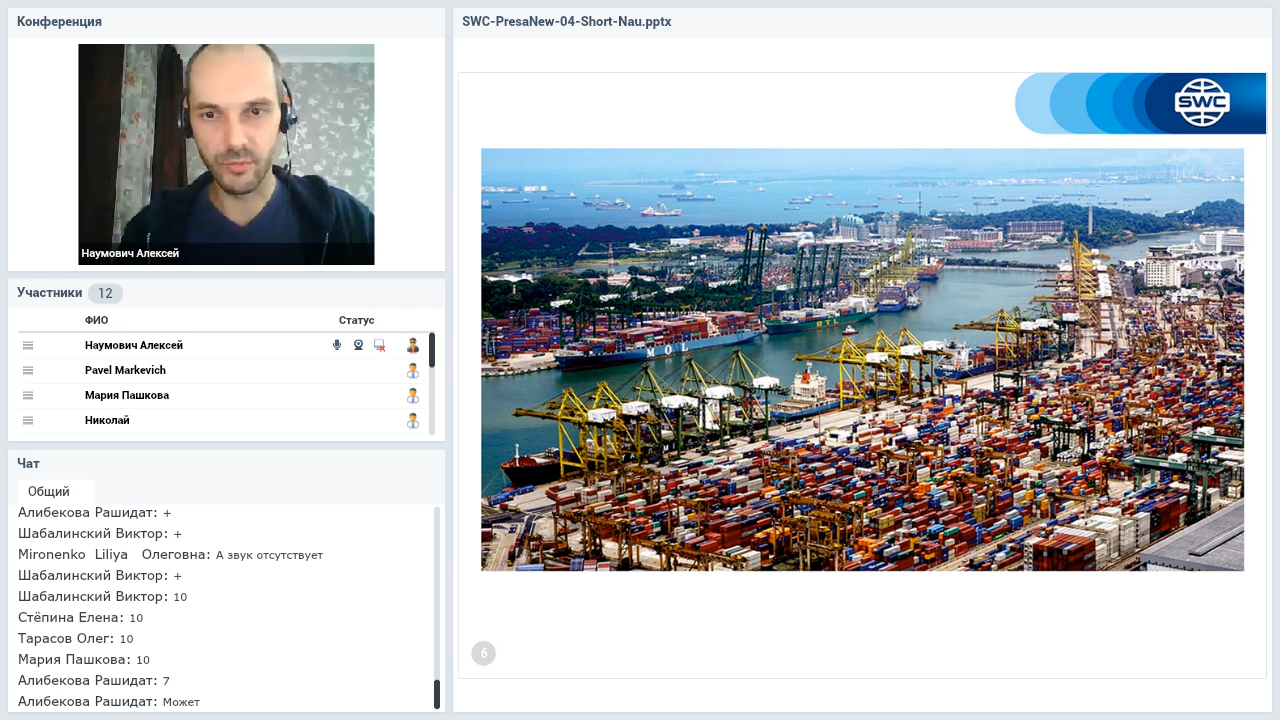 Конференция
Наумович Алексей
Участники 12
ФИО Статус
Наумович Алексей
Pavel Markevich
Мария Пашкова
Николай
Чат
Общий
Алибекова Рашидат: +
Шабалинский Виктор: +
Mironenko Liliya Олеговна: А звук отсутствует
Шабалинский Виктор: +
Шабалинский Виктор: 10
Стёпина Елена: 10
Тарасов Олег: 10
Мария Пашкова: 10
Алибекова Рашидат: 7
Алибекова Рашидат: Может
SWC-PresaNew-04-Short-Nau.pptx
SWC
MOL
6